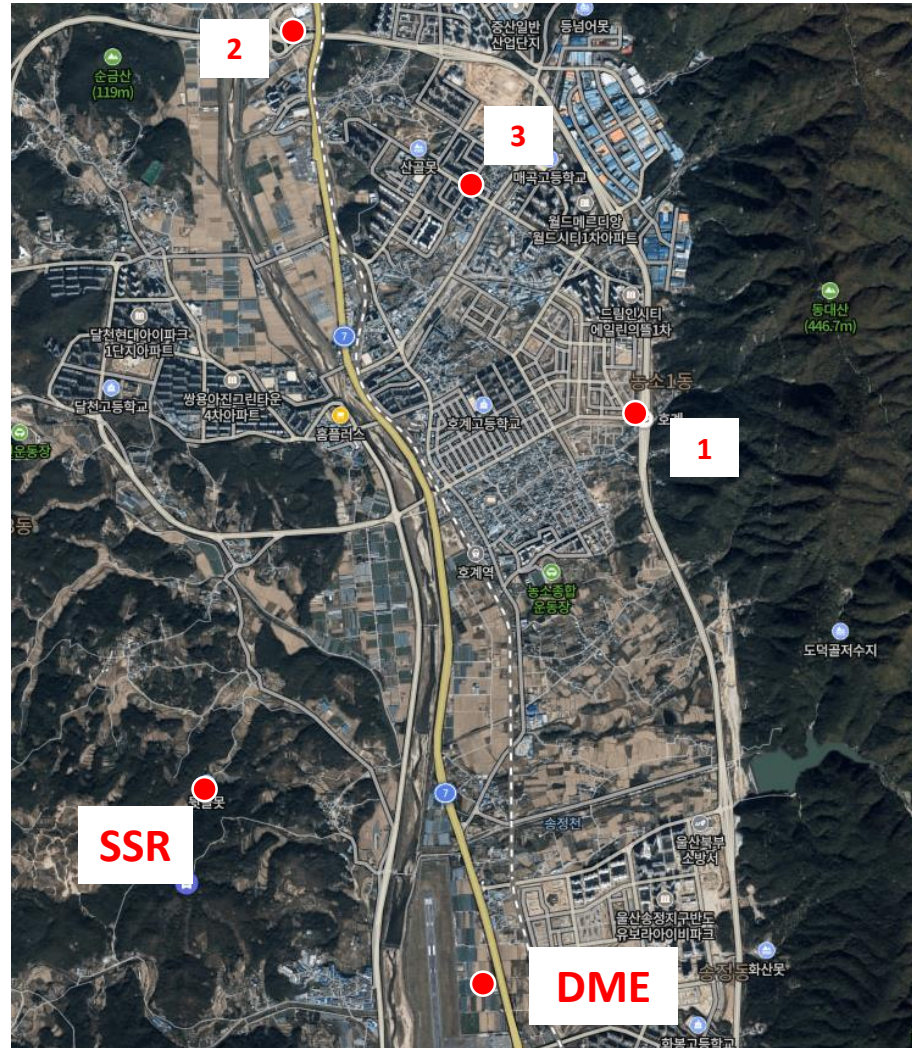 증산일반
산업단지
등넘어못
2
순금산
(119m)
3
산골못
매곡고등학교
월드메르디앙
월드시티1차아파트
동대산
(446.7m)
드림인시티
에일린의뜰1차
달천현대아이파크
1단지아파트
7
농소1동
달천고등학교
쌍용아진그린타운
4차아파트
홈플러스
호계고등학교
호계
운동장
1
동
호계역
농소종합
운동장
도덕골저수지
7
송정천
SSR
울산북부
소방서
울산송정지구반도
유보라아이비파크
DME
송정동
화산못
화봉고등학교